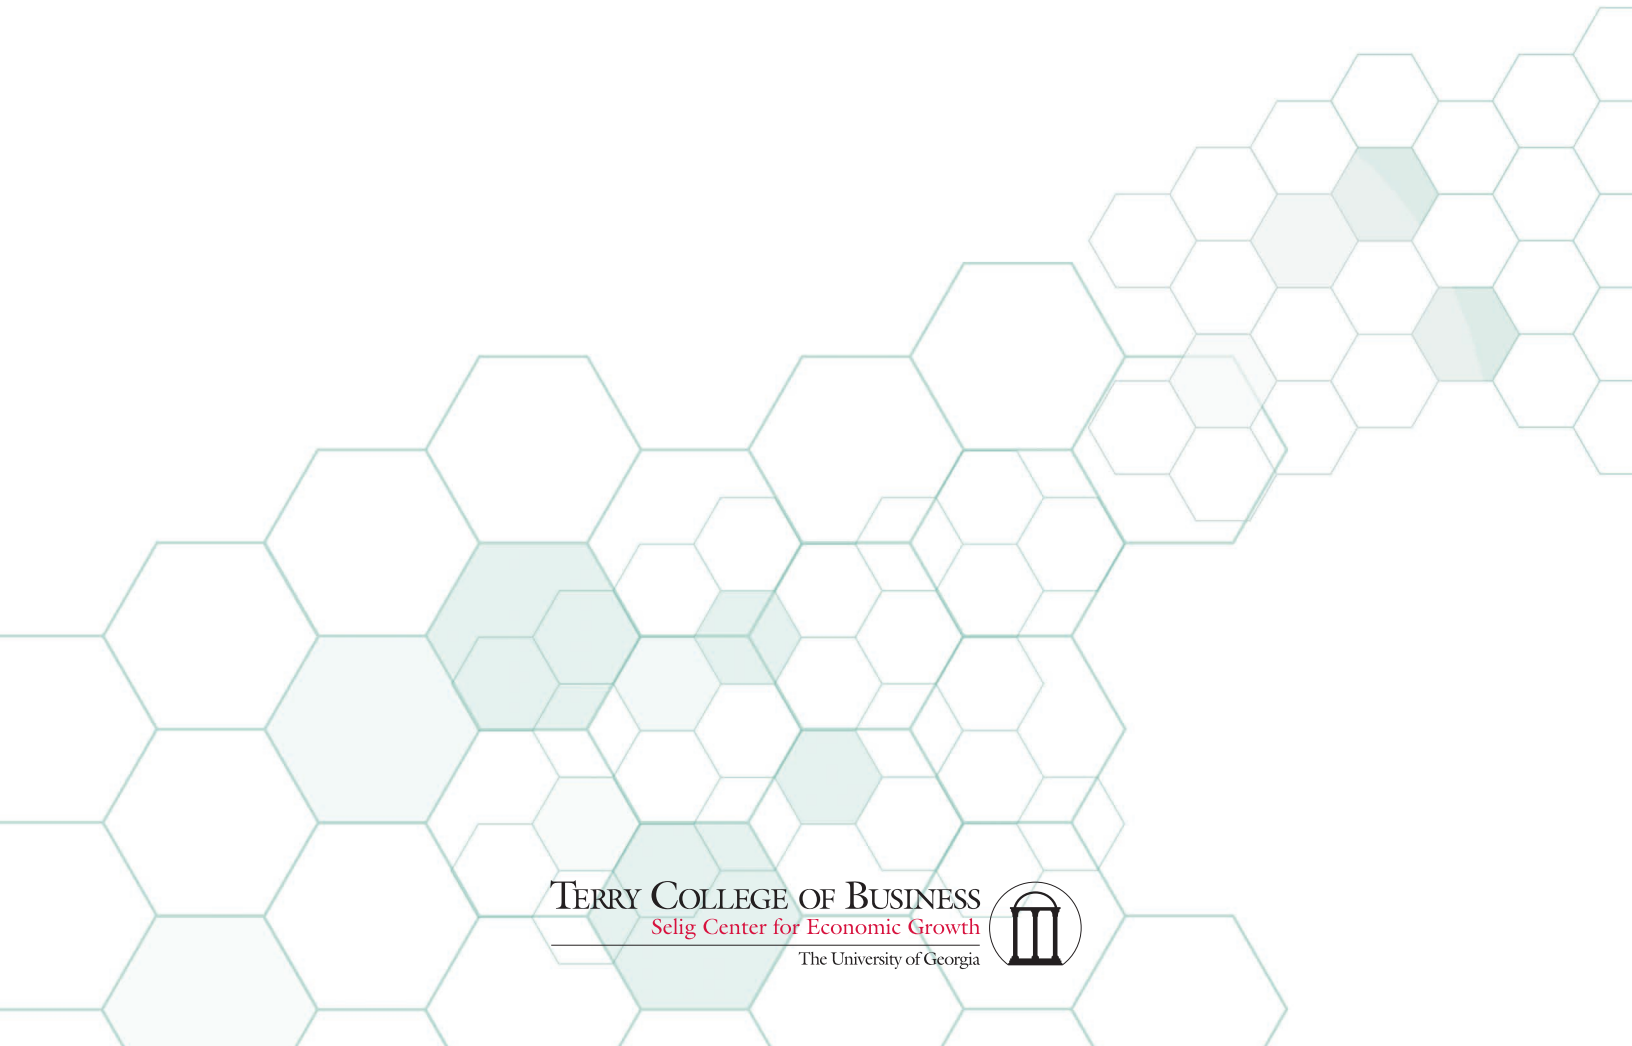 TERRY COLLEGE OF BUSINESS
Selig Center for Economic Growth
The University of Georgia